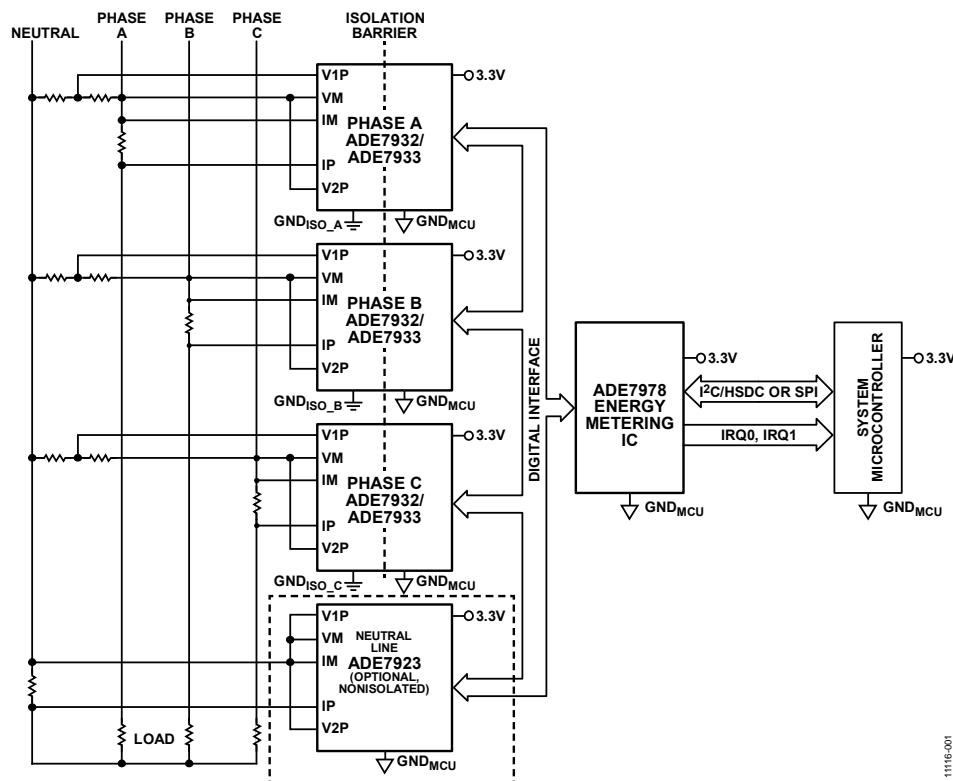 NEUTRAL
PHASE
A
PHASE
B
PHASE
C
ISOLATION
BARRIER
V1P
VM
IM
IP
V2P
PHASE A
ADE7932/
ADE7933
3.3V
GNDISO_A
GNDMCU
V1P
VM
IM
IP
V2P
PHASE B
ADE7932/
ADE7933
3.3V
GNDISO_B
GNDMCU
V1P
VM
IM
IP
V2P
PHASE C
ADE7932/
ADE7933
3.3V
GNDISO_C
GNDMCU
V1P
VM
IM
IP
V2P
NEUTRAL
LINE
ADE7923
(OPTIONAL,
NONISOLATED)
3.3V
GNDMCU
LOAD
DIGITAL INTERFACE
ADE7978
ENERGY
METERING
IC
3.3V
GNDMCU
I2C/HSDC OR SPI
IRQ0, IRQ1
SYSTEM
MICROCONTROLLER
3.3V
GNDMCU
11116-001